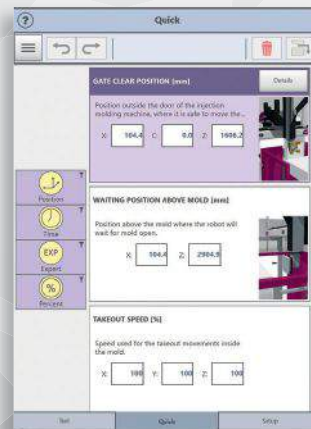 ?
Quick
GATE CLEAR POSITION [mm]
Details
Position outside the door of the injection
molding machine, where it is safe to move the...
X: 104.4 C: 0.0 Z: 1608.2
Position
Time
EXP
Expert
%
Percent
WAITING POSITION ABOVE MOLD [mm]
Position above the mold where the robot will
wait for mold open.
X: 104.4 Z: 2904.9
TAKEOUT SPEED [%]
Speed used for the takeout movements inside
the mold.
X: 100 Y: 100 Z: 100
Quick
Setup